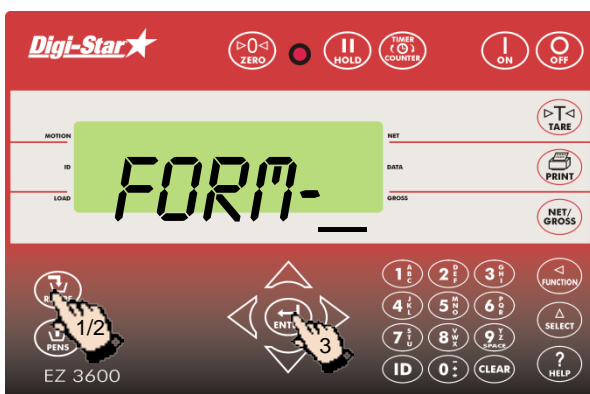 Digi-Star
▷0◁
ZERO
HOLD
TIMER
COUNTER
ON
OFF
▷T◁
TARE
MOTION
NET
ID
DATA
PRINT
LOAD
GROSS
FORM-_
NET/
GROSS
1 A B C
2 D E F
3 G H I
FUNCTION
1/2
4 J K L
5 M N O
6 P Q R
3
SELECT
PENS
7 S T U
8 V W X
9 Y Z SPACE
?
HELP
EZ 3600
ID
0
CLEAR